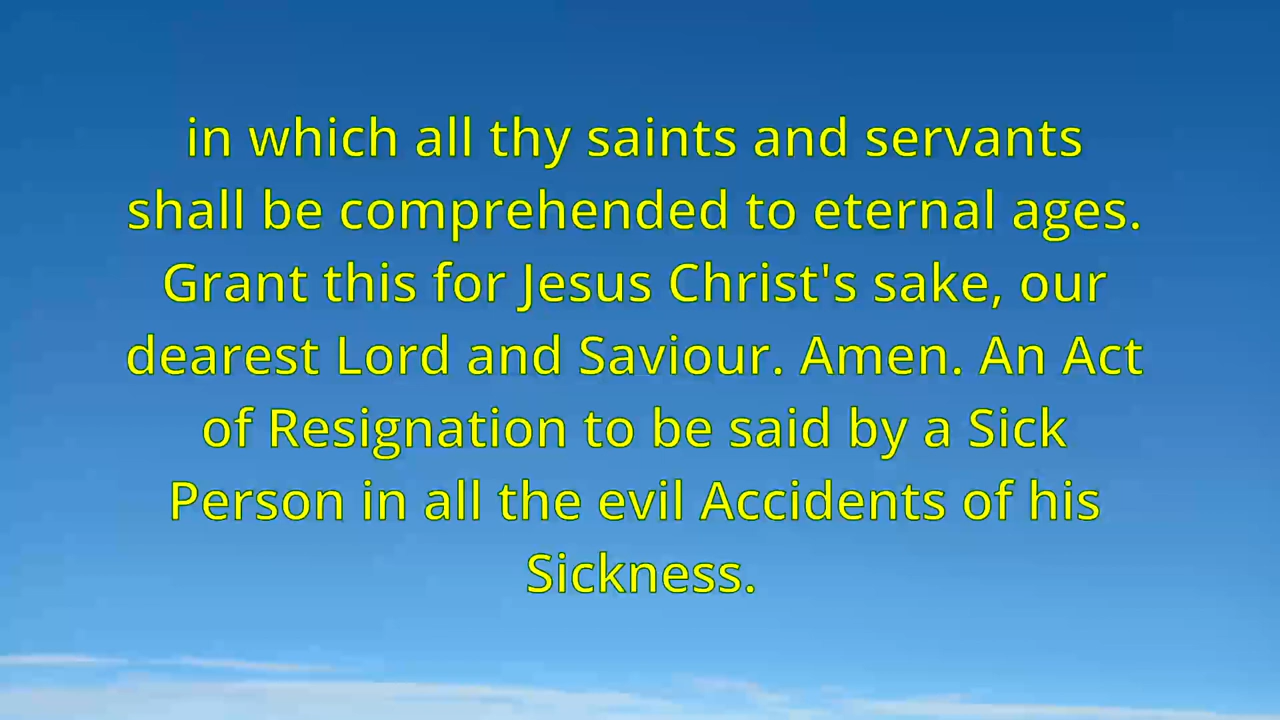 in which all thy saints and servants
shall be comprehended to eternal ages.
Grant this for Jesus Christ's sake, our
dearest Lord and Saviour. Amen. An Act
of Resignation to be said by a Sick
Person in all the evil Accidents of his
Sickness.